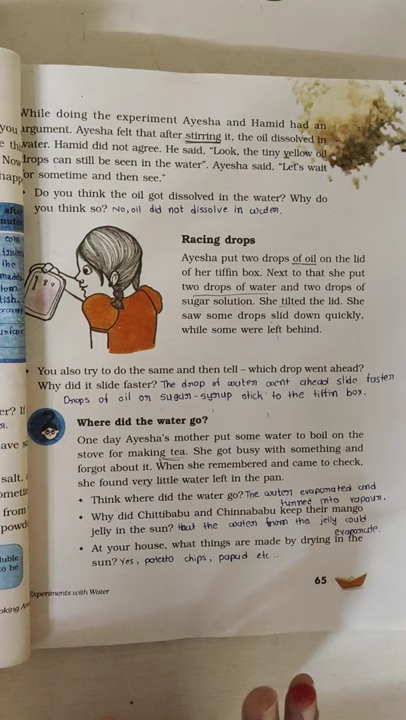 While doing the experiment Ayesha and Hamid had an
argument. Ayesha felt that after stirring it, the oil dissolved in
water. Hamid did not agree. He said, "Look, the tiny yellow oil
drops can still be seen in the water". Ayesha said, "Let's wait
for sometime and then see."
• Do you think the oil got dissolved in the water? Why do
you think so? No, oil did not dissolve in water.
Racing drops
Ayesha put two drops of oil on the lid
of her tiffin box. Next to that she put
two drops of water and two drops of
sugar solution. She tilted the lid. She
saw some drops slid down quickly,
while some were left behind.
• You also try to do the same and then tell – which drop went ahead?
Why did it slide faster? The drop of water went ahead slide faster.
Drops of oil or sugar-syrup stick to the tiffin box.
Where did the water go?
One day Ayesha's mother put some water to boil on the
stove for making tea. She got busy with something and
forgot about it. When she remembered and came to check,
she found very little water left in the pan.
• Think where did the water go? The water evaporated and
turned into vapour.
• Why did Chittibabu and Chinnababu keep their mango
jelly in the sun? that the water from the jelly could
evaporate.
• At your house, what things are made by drying in the
sun? Yes, potato chips, papad etc..
65
Experiments with Water
you
Now
happ
the
er? If
salt.
from
powd
to be